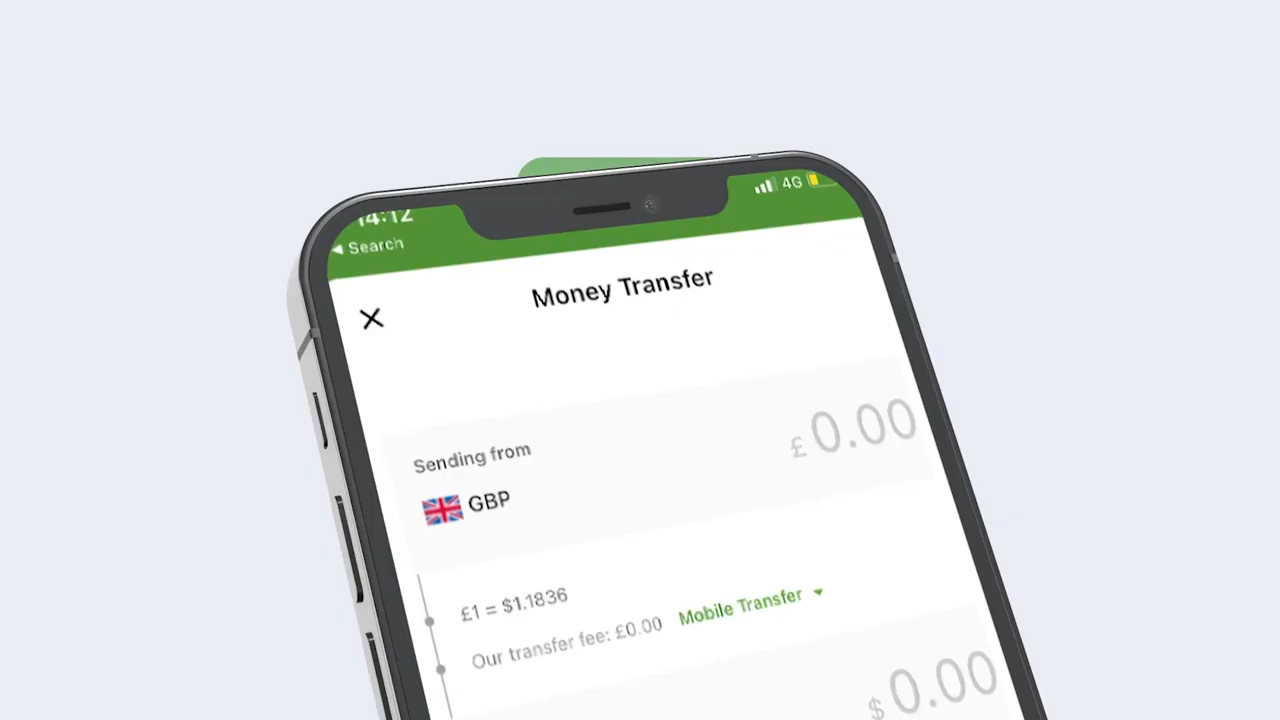 14:12
4G
◀ Search
Money Transfer
Sending from
£ 0.00
GBP
£1 = $1.1836
Our transfer fee: £0.00 Mobile Transfer
$ 0.00